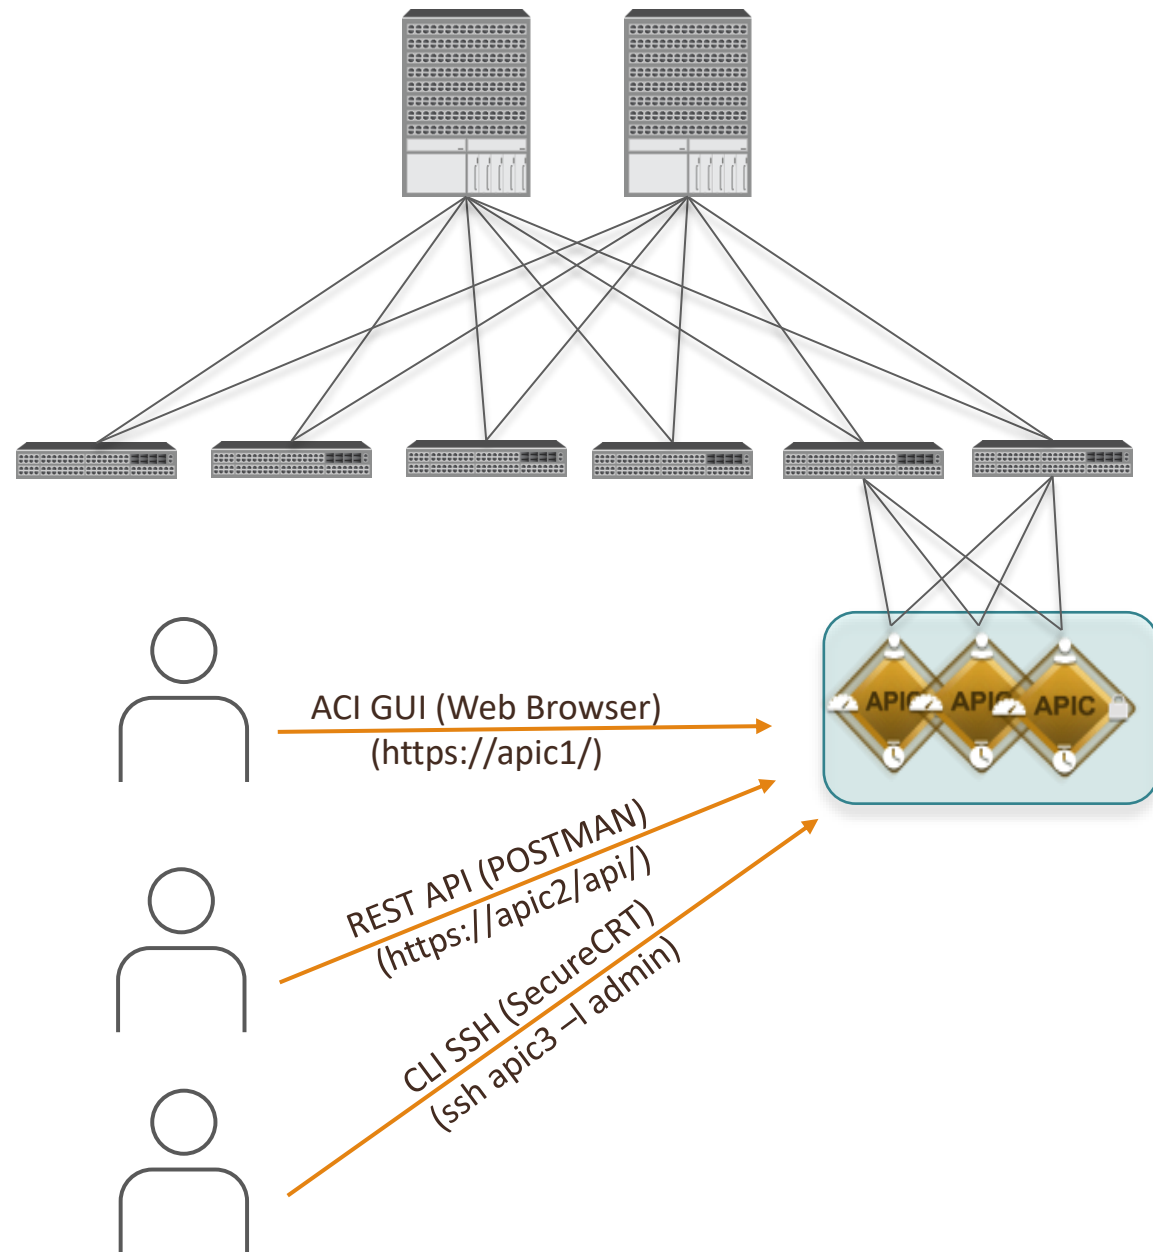 APIC
APIC
APIC
ACI GUI (Web Browser)
(https://apic1/)
REST API (POSTMAN)
(https://apic2/api/)
CLI SSH (SecureCRT)
(ssh apic3 –l admin)